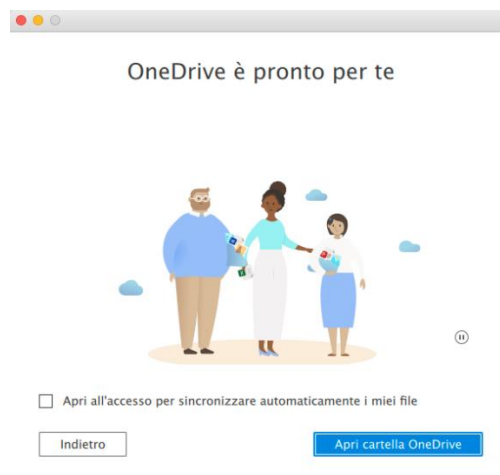 OneDrive è pronto per te
Apri all'accesso per sincronizzare automaticamente i miei file
Indietro
Apri cartella OneDrive